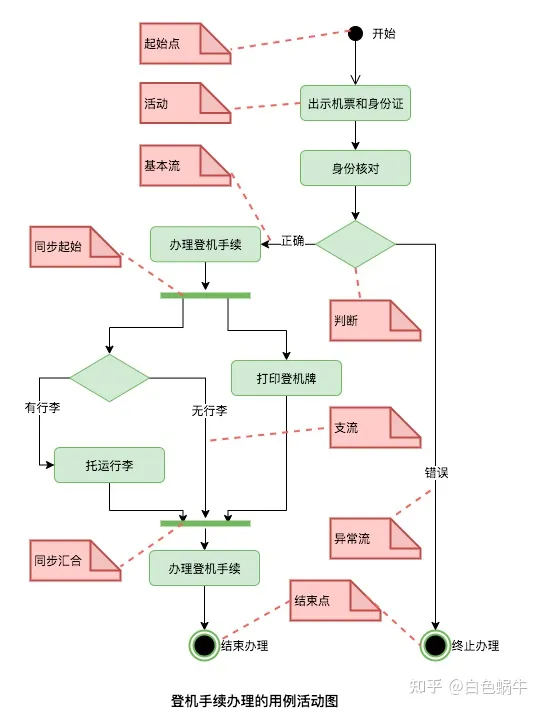 起始点
开始
活动
出示机票和身份证
基本流
身份核对
同步起始
办理登机手续
正确
判断
打印登机牌
有行李
无行李
支流
托运行李
错误
异常流
同步汇合
办理登机手续
结束点
结束办理
终止办理
知乎 @白色蜗牛
登机手续办理的用例活动图